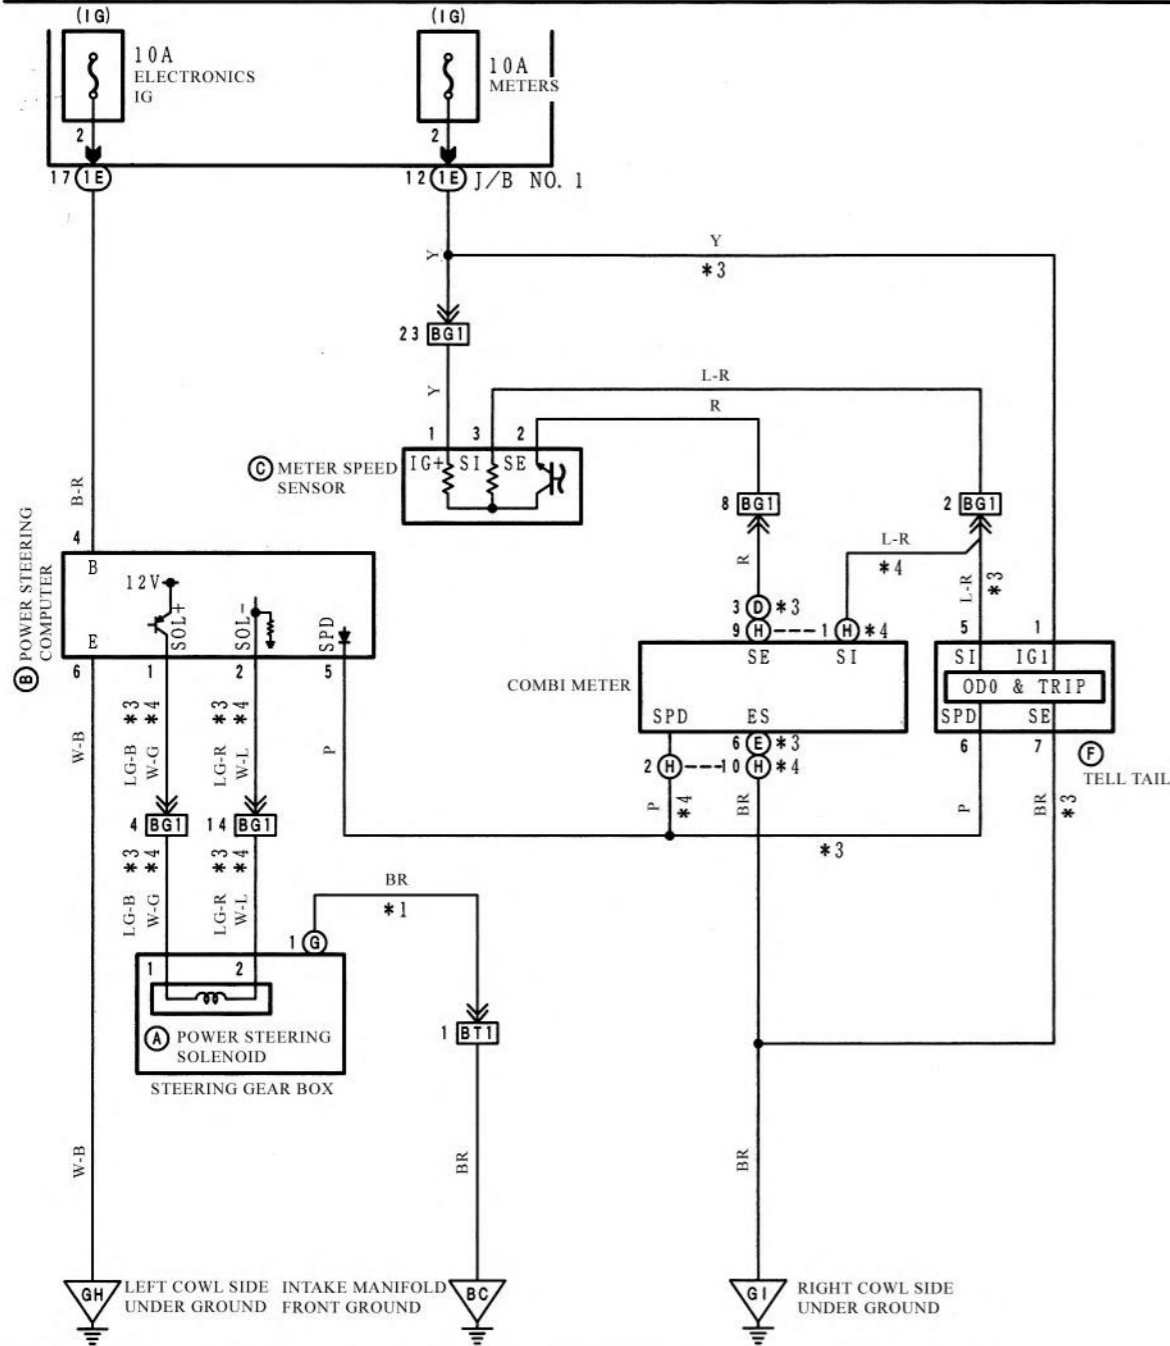 (IG)
(IG)
10A
ELECTRONICS
IG
10A
METERS
2
2
17 1E
12 1E J/B NO. 1
Y
Y
*3
23 BG1
L-R
Y
R
1 3 2
IG+ SI SE
C METER SPEED
SENSOR
8 BG1
2 BG1
B-R
L-R
*4
R
L-R
*3
4
B
12V
SOL+
SOL-
SPD
E
B POWER STEERING
COMPUTER
3 D *3
9 H 1 H *4
5 1
SE SI
SI IG1
COMBI METER
ODO & TRIP
SPD ES
SPD SE
6 1 2 5
6 E *3
2 H 10 H *4
6 7
F
TELL TAIL
W-B
*3 *4
LG-B W-G
*3 *4
LG-R W-L
P
P
*4
BR
P
BR
*3
4 BG1
14 BG1
*3
*3 *4
LG-B W-G
*3 *4
LG-R W-L
BR
*1
1 G
1 2
A POWER STEERING
SOLENOID
STEERING GEAR BOX
1 BT1
W-B
BR
BR
GH
LEFT COWL SIDE
UNDER GROUND
INTAKE MANIFOLD
FRONT GROUND
BC
GI
RIGHT COWL SIDE
UNDER GROUND